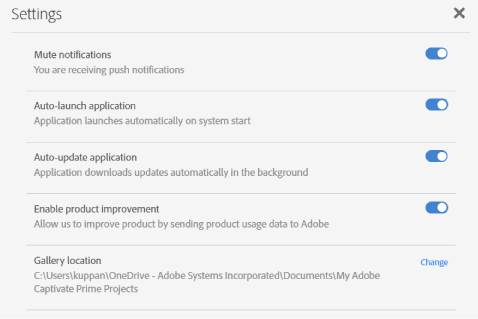 Settings
Mute notifications
You are receiving push notifications
Auto-launch application
Application launches automatically on system start
Auto-update application
Application downloads updates automatically in the background
Enable product improvement
Allow us to improve product by sending product usage data to Adobe
Gallery location
Change
C:\Users\kuppan\OneDrive - Adobe Systems Incorporated\Documents\My Adobe
Captivate Prime Projects